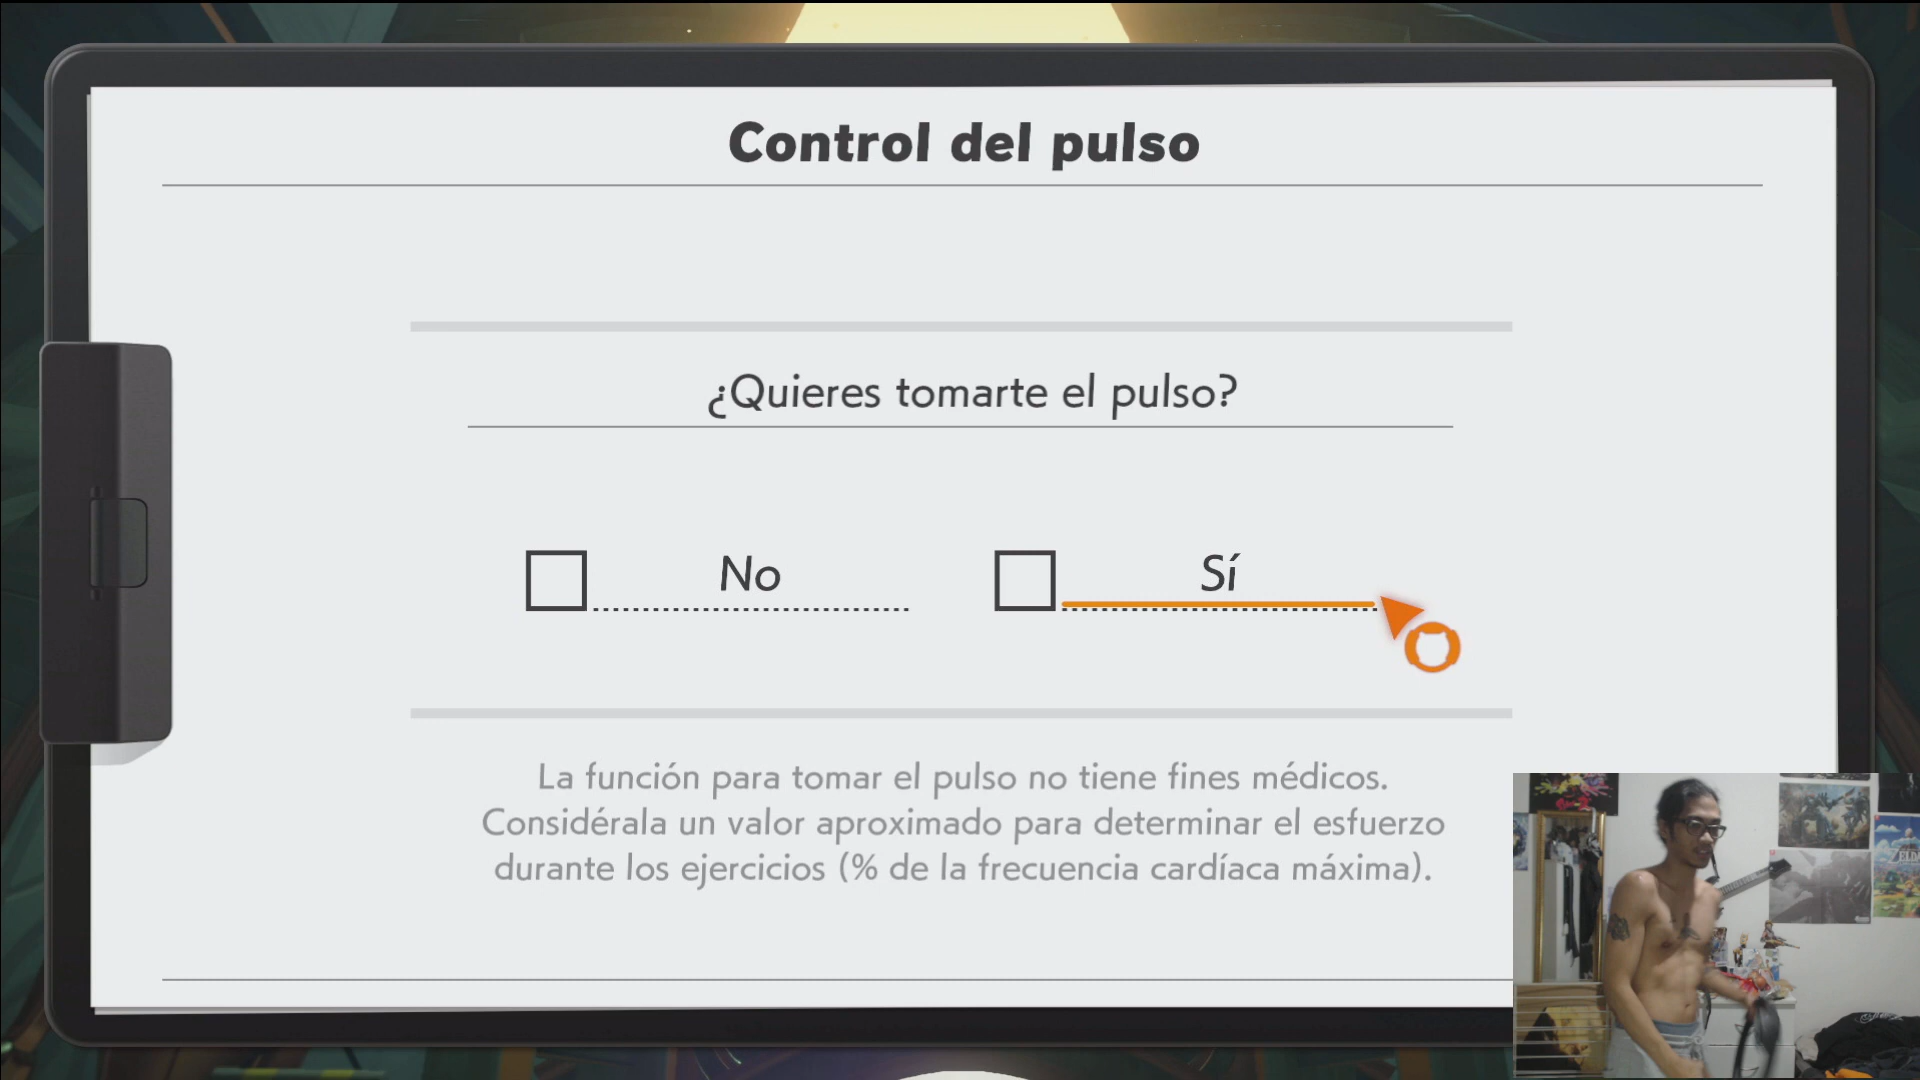 Control del pulso
¿Quieres tomarte el pulso?
No
Sí
La función para tomar el pulso no tiene fines médicos.
Considérala un valor aproximado para determinar el esfuerzo
durante los ejercicios (% de la frecuencia cardíaca máxima).
ZELDA